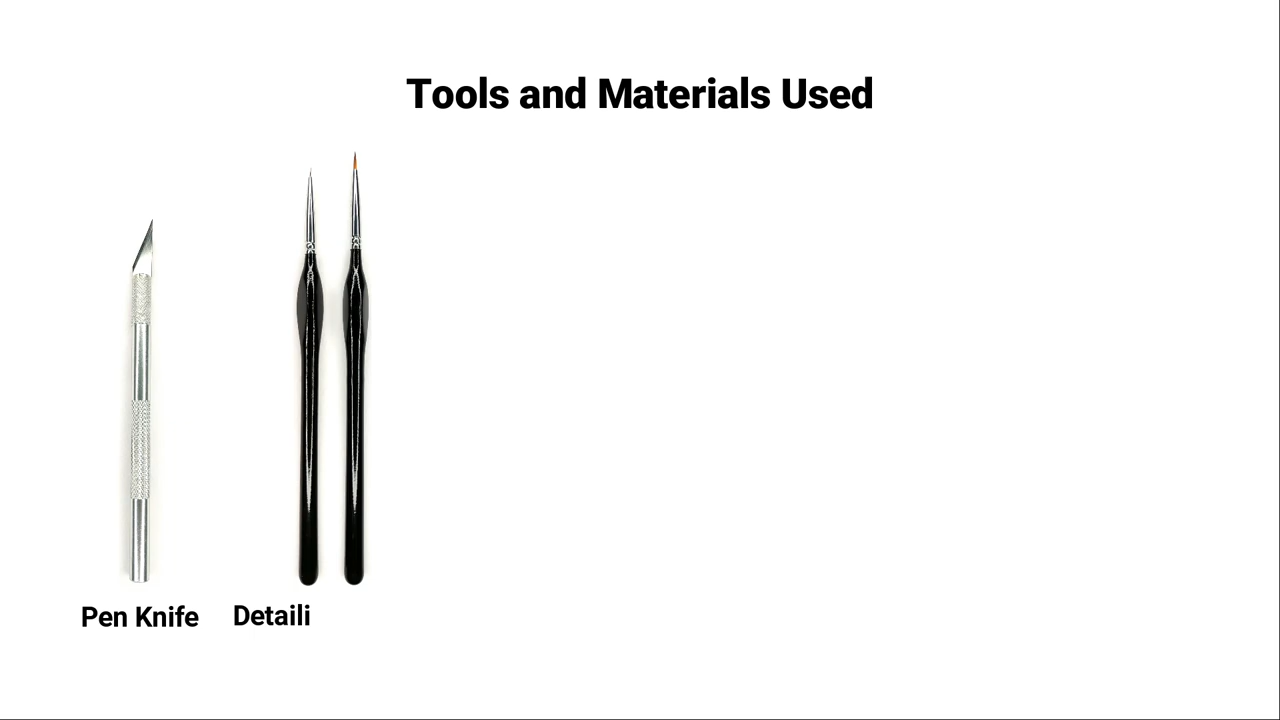 Tools and Materials Used
Pen Knife
Detaili